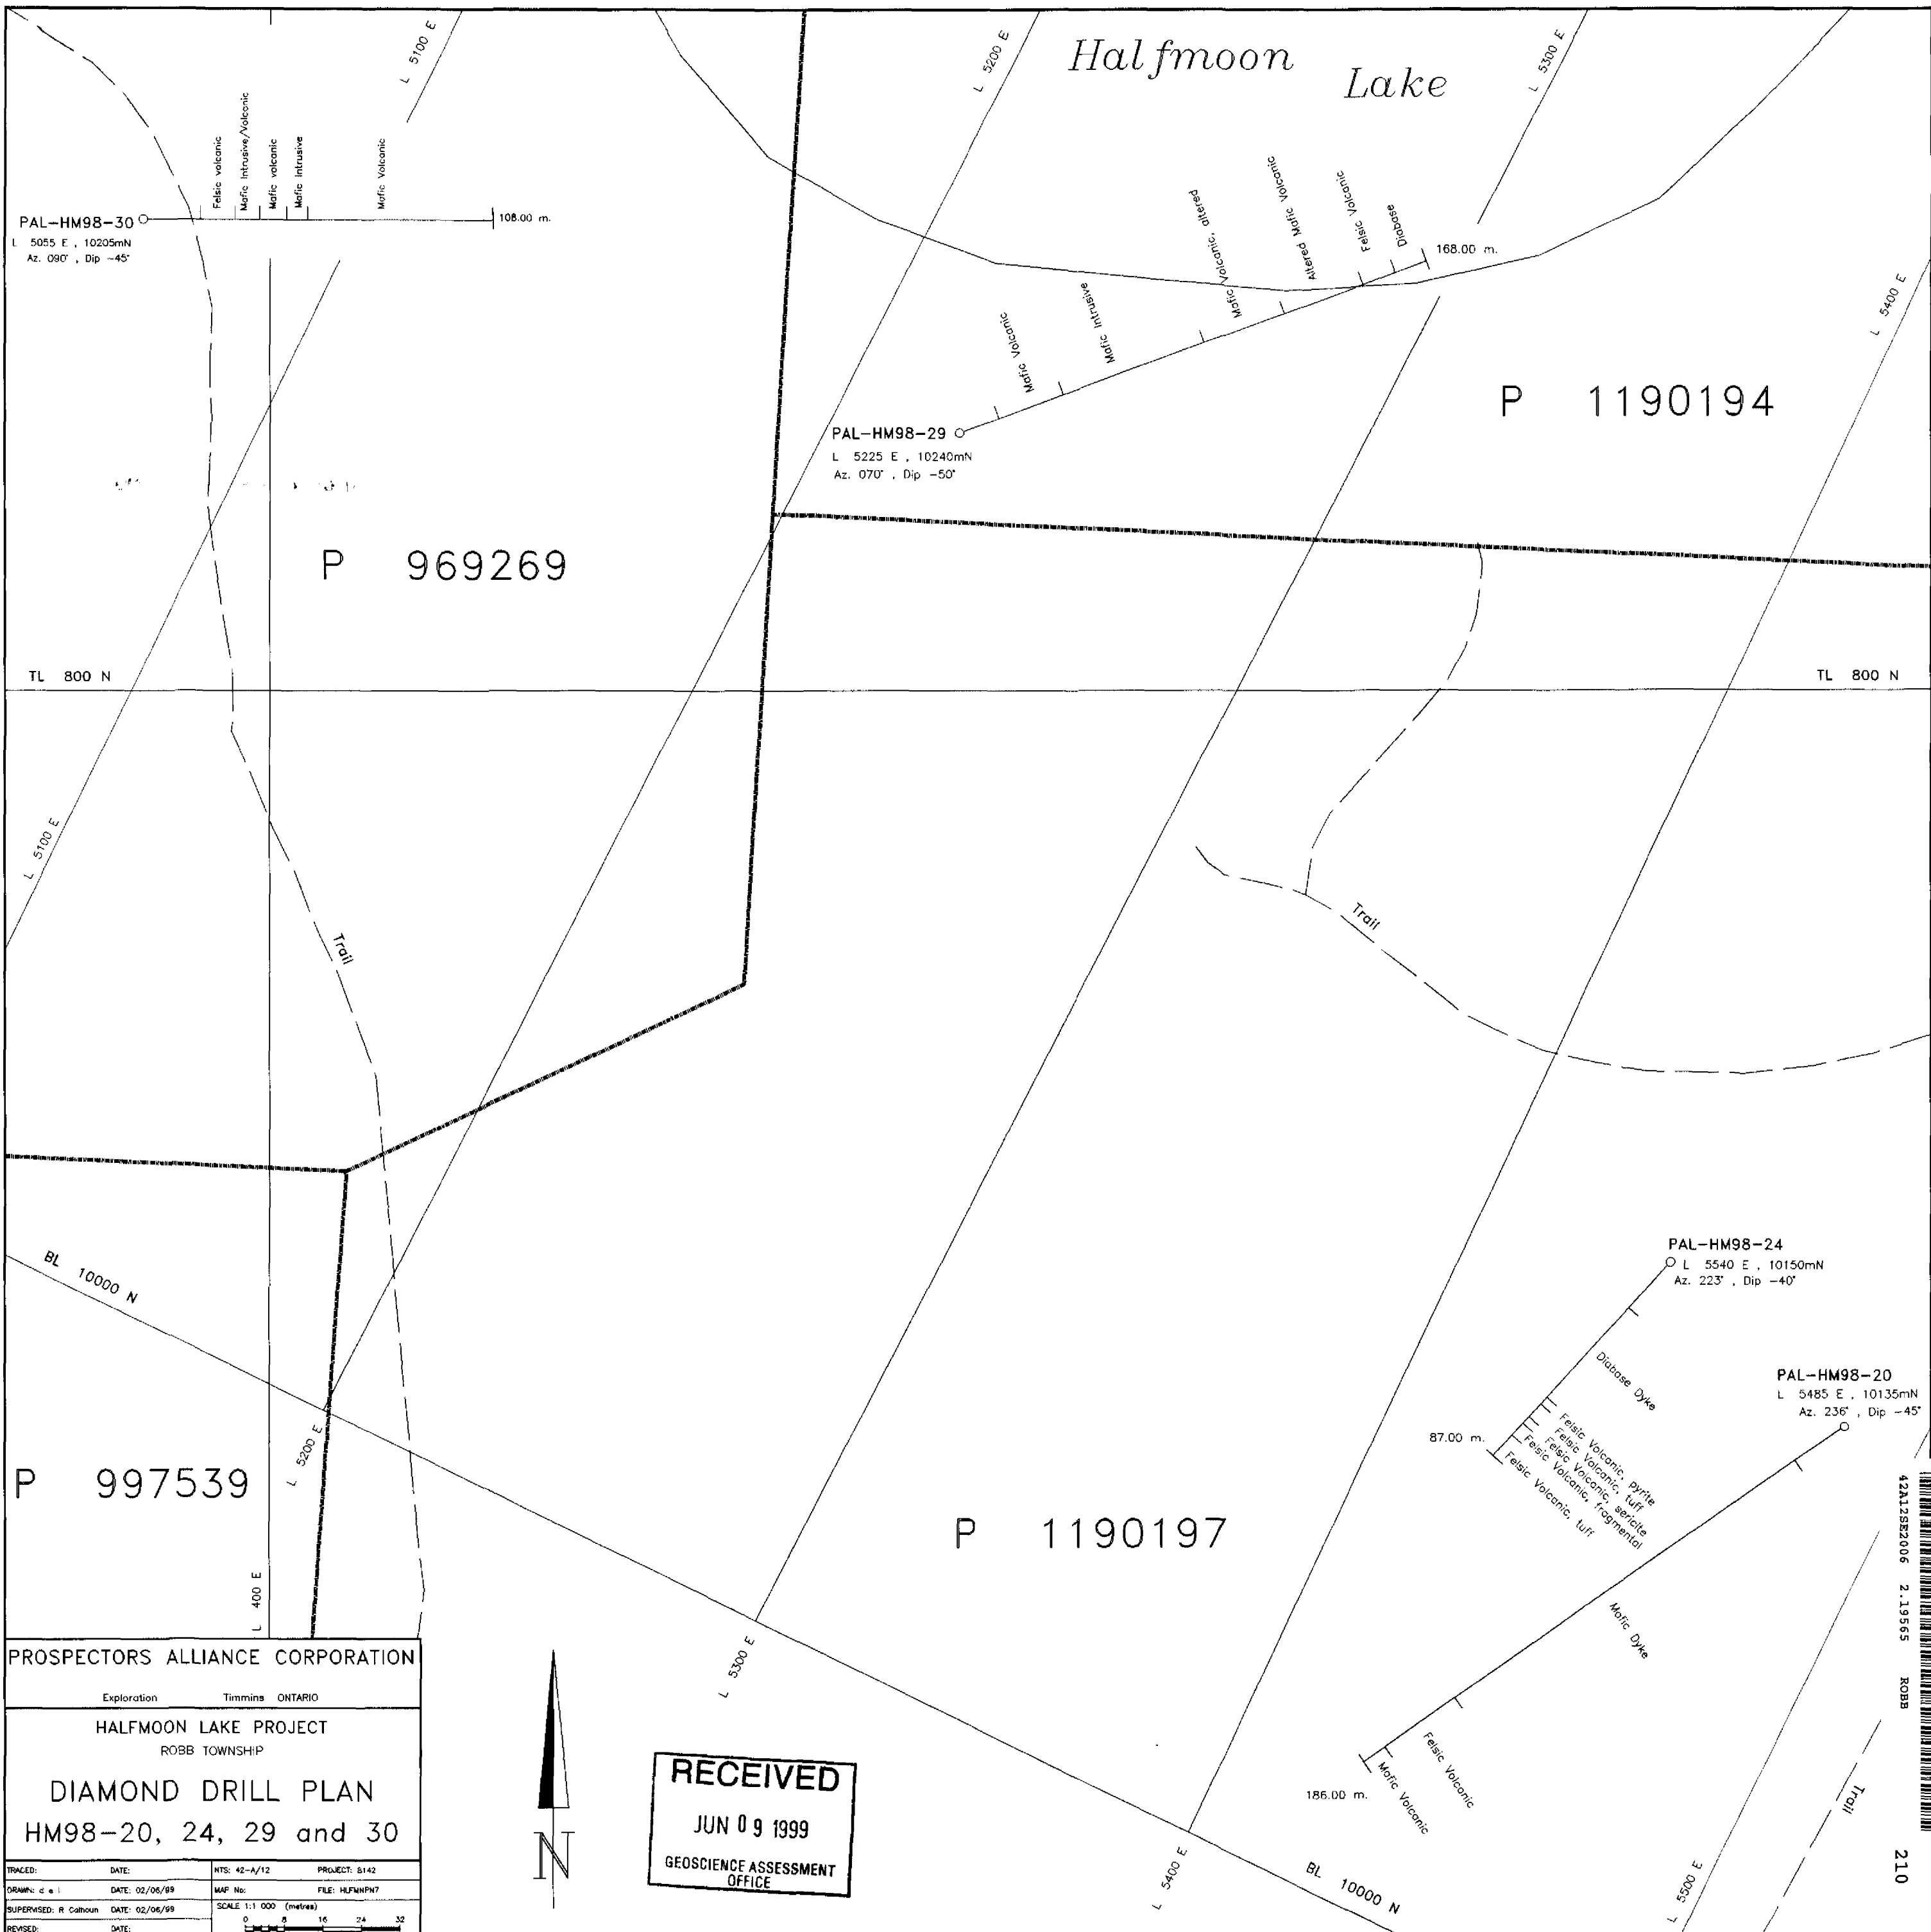 Halfmoon
Lake
L 5100 E
L 5200 E
L 5300 E
L 5400 E
Felsic volcanic
Mafic Intrusive/Volcanic
Mafic volcanic
Mafic Intrusive
Mafic Volcanic
PAL-HM98-30
L 5055 E , 10205mN
Az. 090° , Dip -45°
108.00 m.
Mafic Volcanic
Mafic Intrusive
Mafic Volcanic, altered
Altered Mafic Volcanic
Felsic Volcanic
Diabase
168.00 m.
PAL-HM98-29
L 5225 E , 10240mN
Az. 070° , Dip -50°
P 1190194
P 969269
TL 800 N
TL 800 N
L 5100 E
Trail
Trail
BL 10000 N
PAL-HM98-24
L 5540 E , 10150mN
Az. 223° , Dip -40°
Diabase Dyke
Felsic Volcanic, pyrite
Felsic Volcanic, tuff
Felsic Volcanic, sericite
Felsic Volcanic, fragmental
Felsic Volcanic, tuff
87.00 m.
PAL-HM98-20
L 5485 E , 10135mN
Az. 236° , Dip -45°
Mafic Dyke
Felsic Volcanic
Mafic Volcanic
186.00 m.
P 997539
L 5200 E
L 400 E
P 1190197
L 5300 E
L 5400 E
BL 10000 N
L 5500 E
Trail
42A12SE2006 2.19565 ROBB
210
PROSPECTORS ALLIANCE CORPORATION
Exploration Timmins ONTARIO
HALFMOON LAKE PROJECT
ROBB TOWNSHIP
DIAMOND DRILL PLAN
HM98-20, 24, 29 and 30
TRACED: DATE: NTS: 42-A/12 PROJECT: 8142
DRAWN: c e l DATE: 02/06/99 MAP No: FILE: HLFMNPN7
SUPERVISED: R Calhoun DATE: 02/06/99 SCALE 1:1 000 (metres)
REVISED: DATE: 0 8 16 24 32
N
RECEIVED
JUN 09 1999
GEOSCIENCE ASSESSMENT
OFFICE